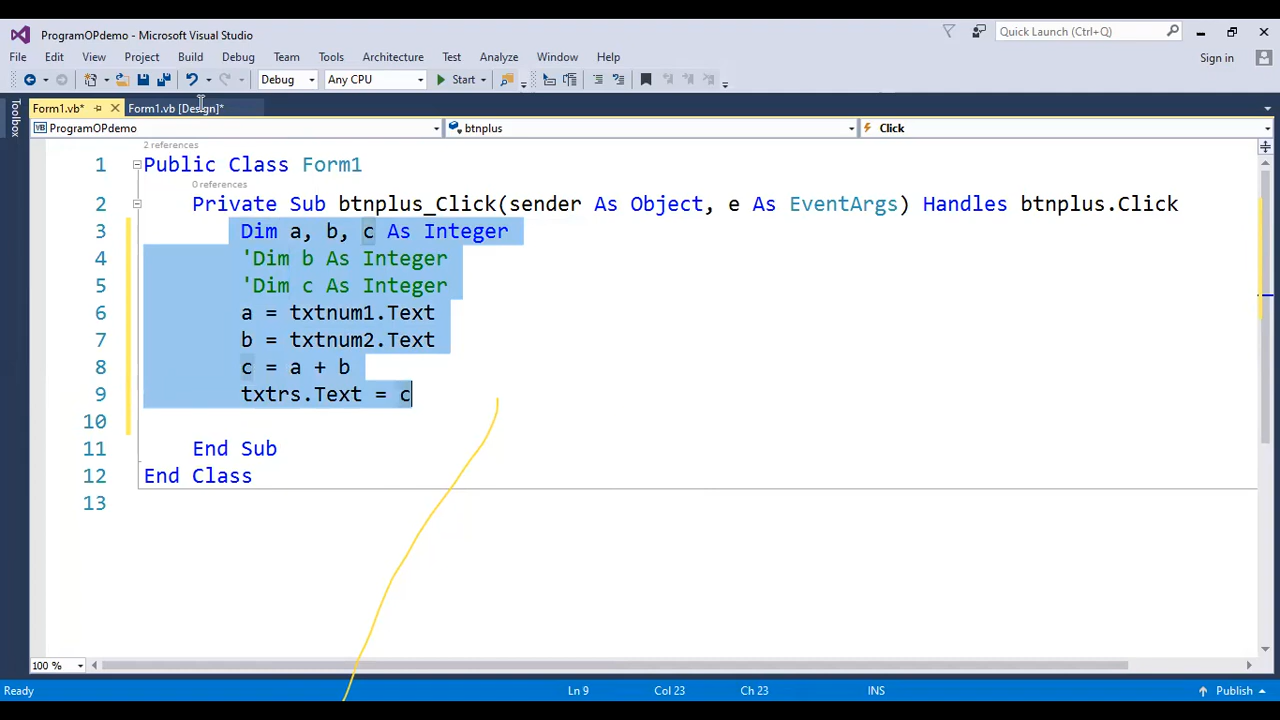 ProgramOPdemo - Microsoft Visual Studio
Quick Launch (Ctrl+Q)
File Edit View Project Build Debug Team Tools Architecture Test Analyze Window Help
Sign in
Debug Any CPU Start
Toolbox
Form1.vb* Form1.vb [Design]*
VB ProgramOPdemo btnplus Click
2 references
1 Public Class Form1
0 references
2 Private Sub btnplus_Click(sender As Object, e As EventArgs) Handles btnplus.Click
3 Dim a, b, c As Integer
4 'Dim b As Integer
5 'Dim c As Integer
6 a = txtnum1.Text
7 b = txtnum2.Text
8 c = a + b
9 txtrs.Text = c
10
11 End Sub
12 End Class
13
100 %
Ready Ln 9 Col 23 Ch 23 INS Publish